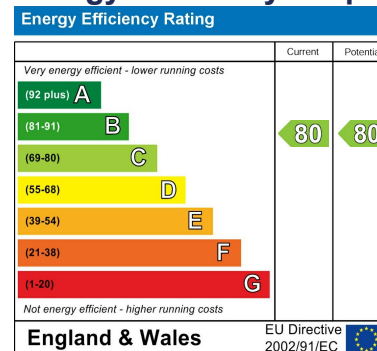 Energy Efficiency Rating
Current Potential
Very energy efficient - lower running costs
(92 plus) A
(81-91) B
(69-80) C
(55-68) D
(39-54) E
(21-38) F
(1-20) G
80 80
Not energy efficient - higher running costs
England & Wales
EU Directive
2002/91/EC